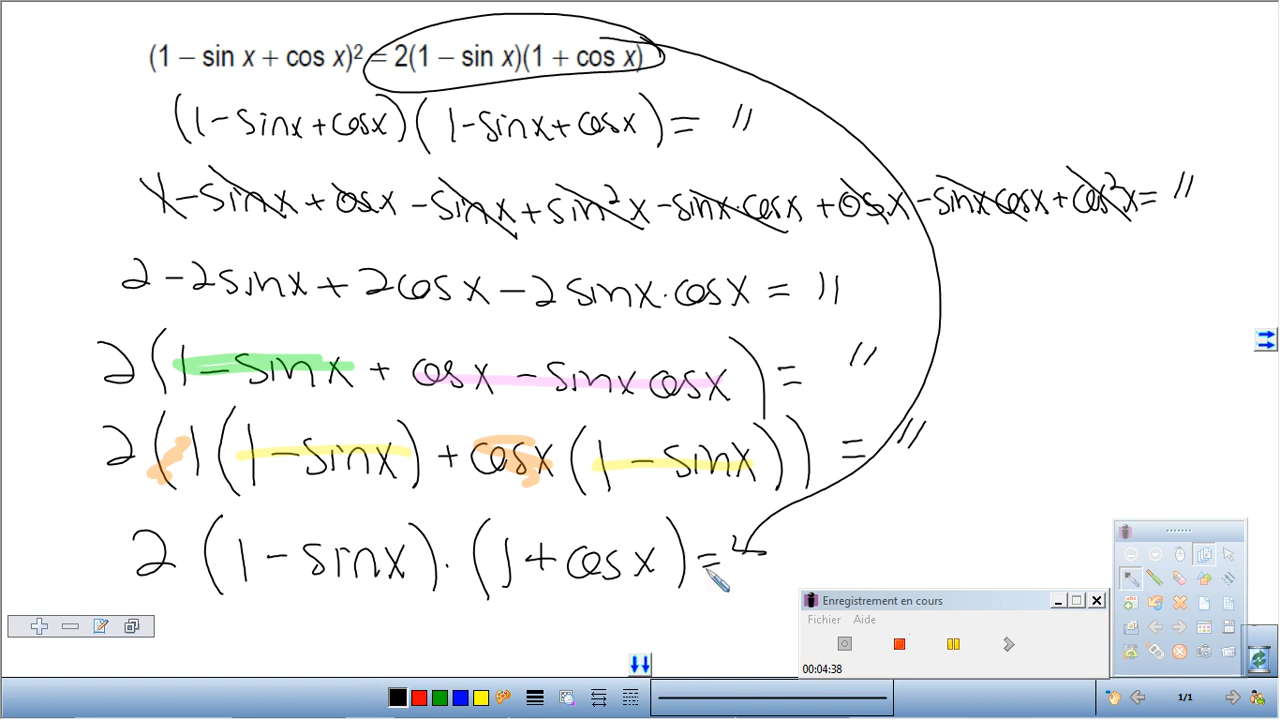 (1 − sin x + cos x)² = 2(1 − sin x)(1 + cos x)
(1-sinx+cosx)(1-sinx+cosx) = "
1-sinx+cosx-sinx+sin²x-sinx·cosx+cosx-sinxcosx+cos²x= "
2-2sinx+2cosx-2sinx·cosx = "
2(1-sinx+cosx-sinxcosx) = "
2(1(1-sinx)+cosx(1-sinx)) = "
2(1-sinx)·(1+cosx)="
Enregistrement en cours
Fichier Aide
00:04:38
1/1